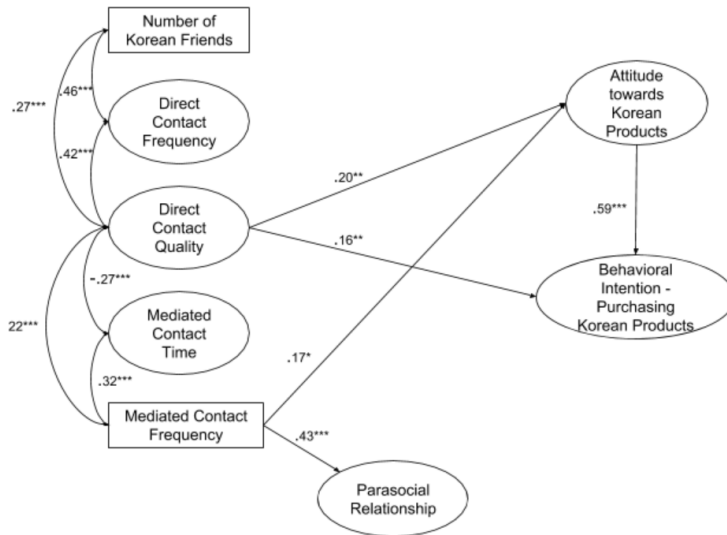 Number of
Korean Friends
.46***
.27***
Direct
Contact
Frequency
.42***
Direct
Contact
Quality
-.27***
22***
Mediated
Contact
Time
.32***
Mediated Contact
Frequency
.20**
.16**
.17*
.43***
Parasocial
Relationship
Attitude
towards
Korean
Products
.59***
Behavioral
Intention -
Purchasing
Korean Products